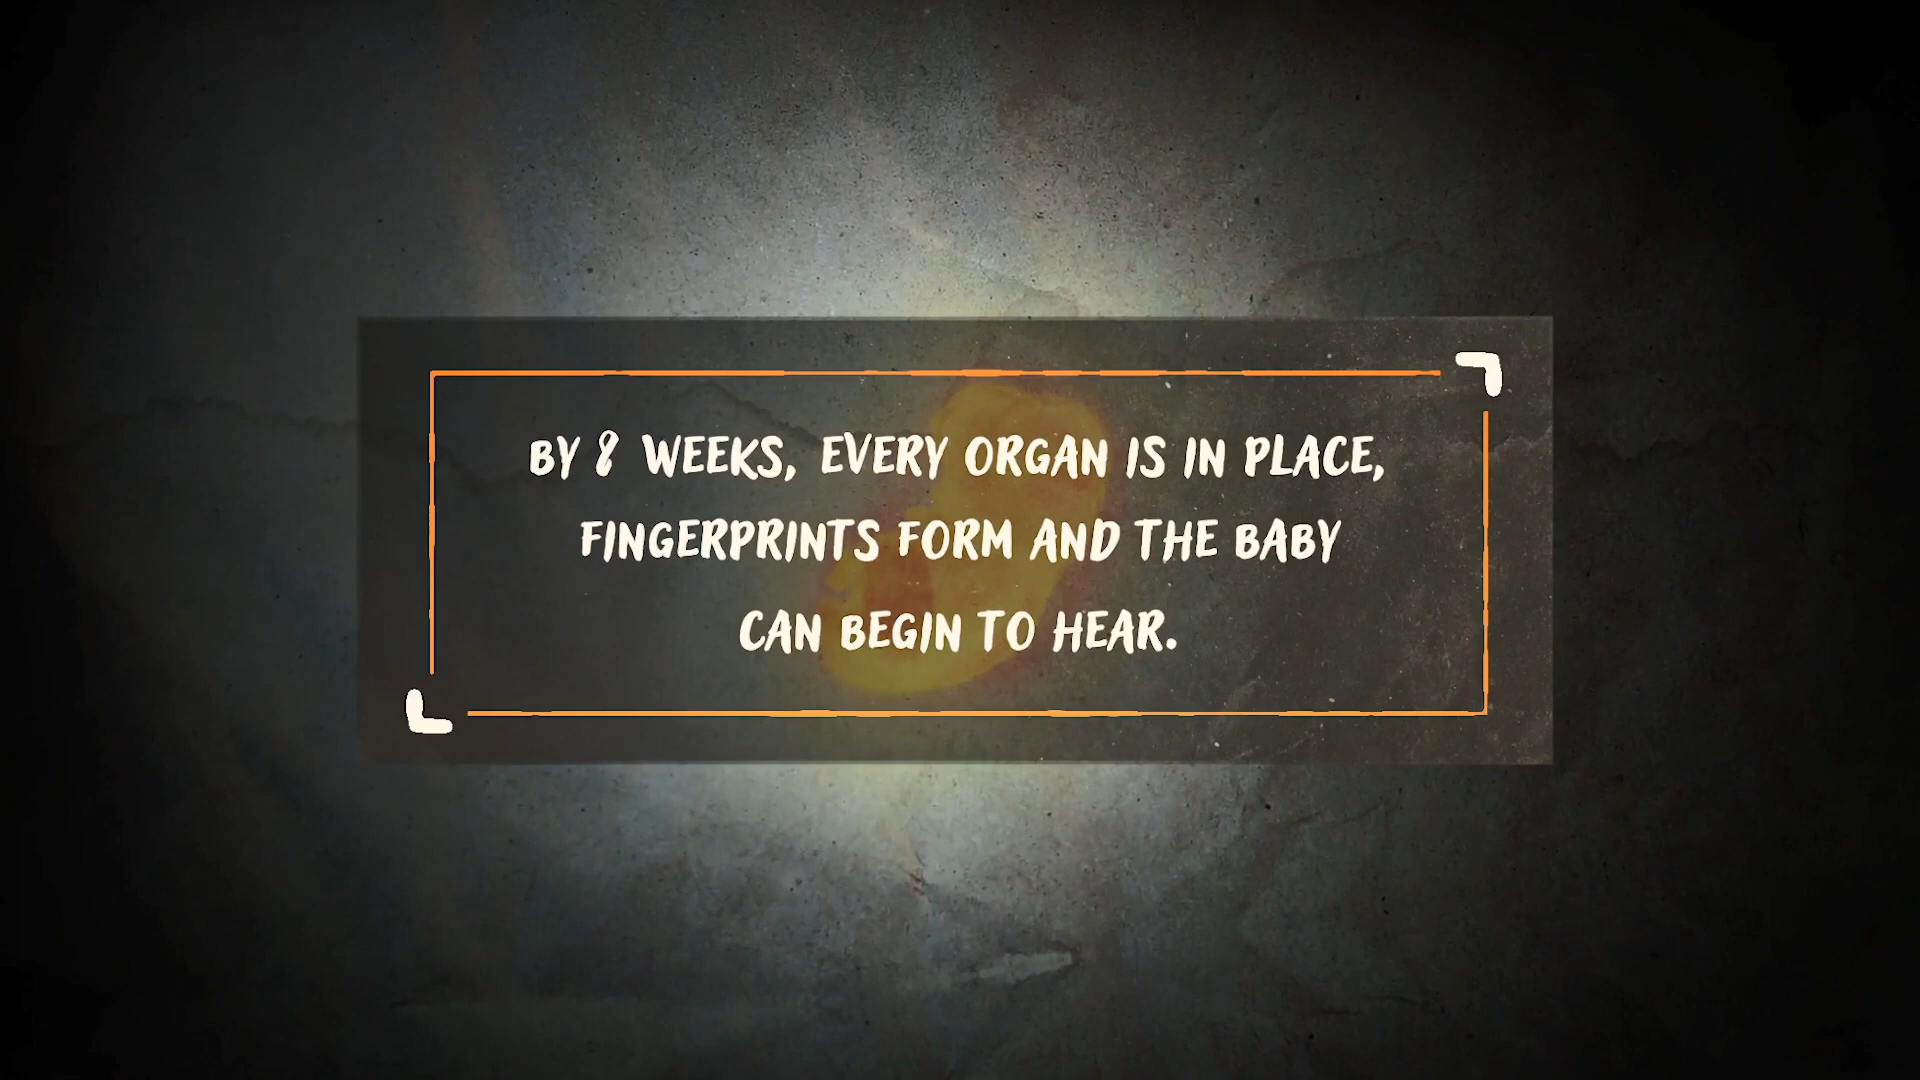 BY 8 WEEKS, EVERY ORGAN IS IN PLACE,
FINGERPRINTS FORM AND THE BABY
CAN BEGIN TO HEAR.